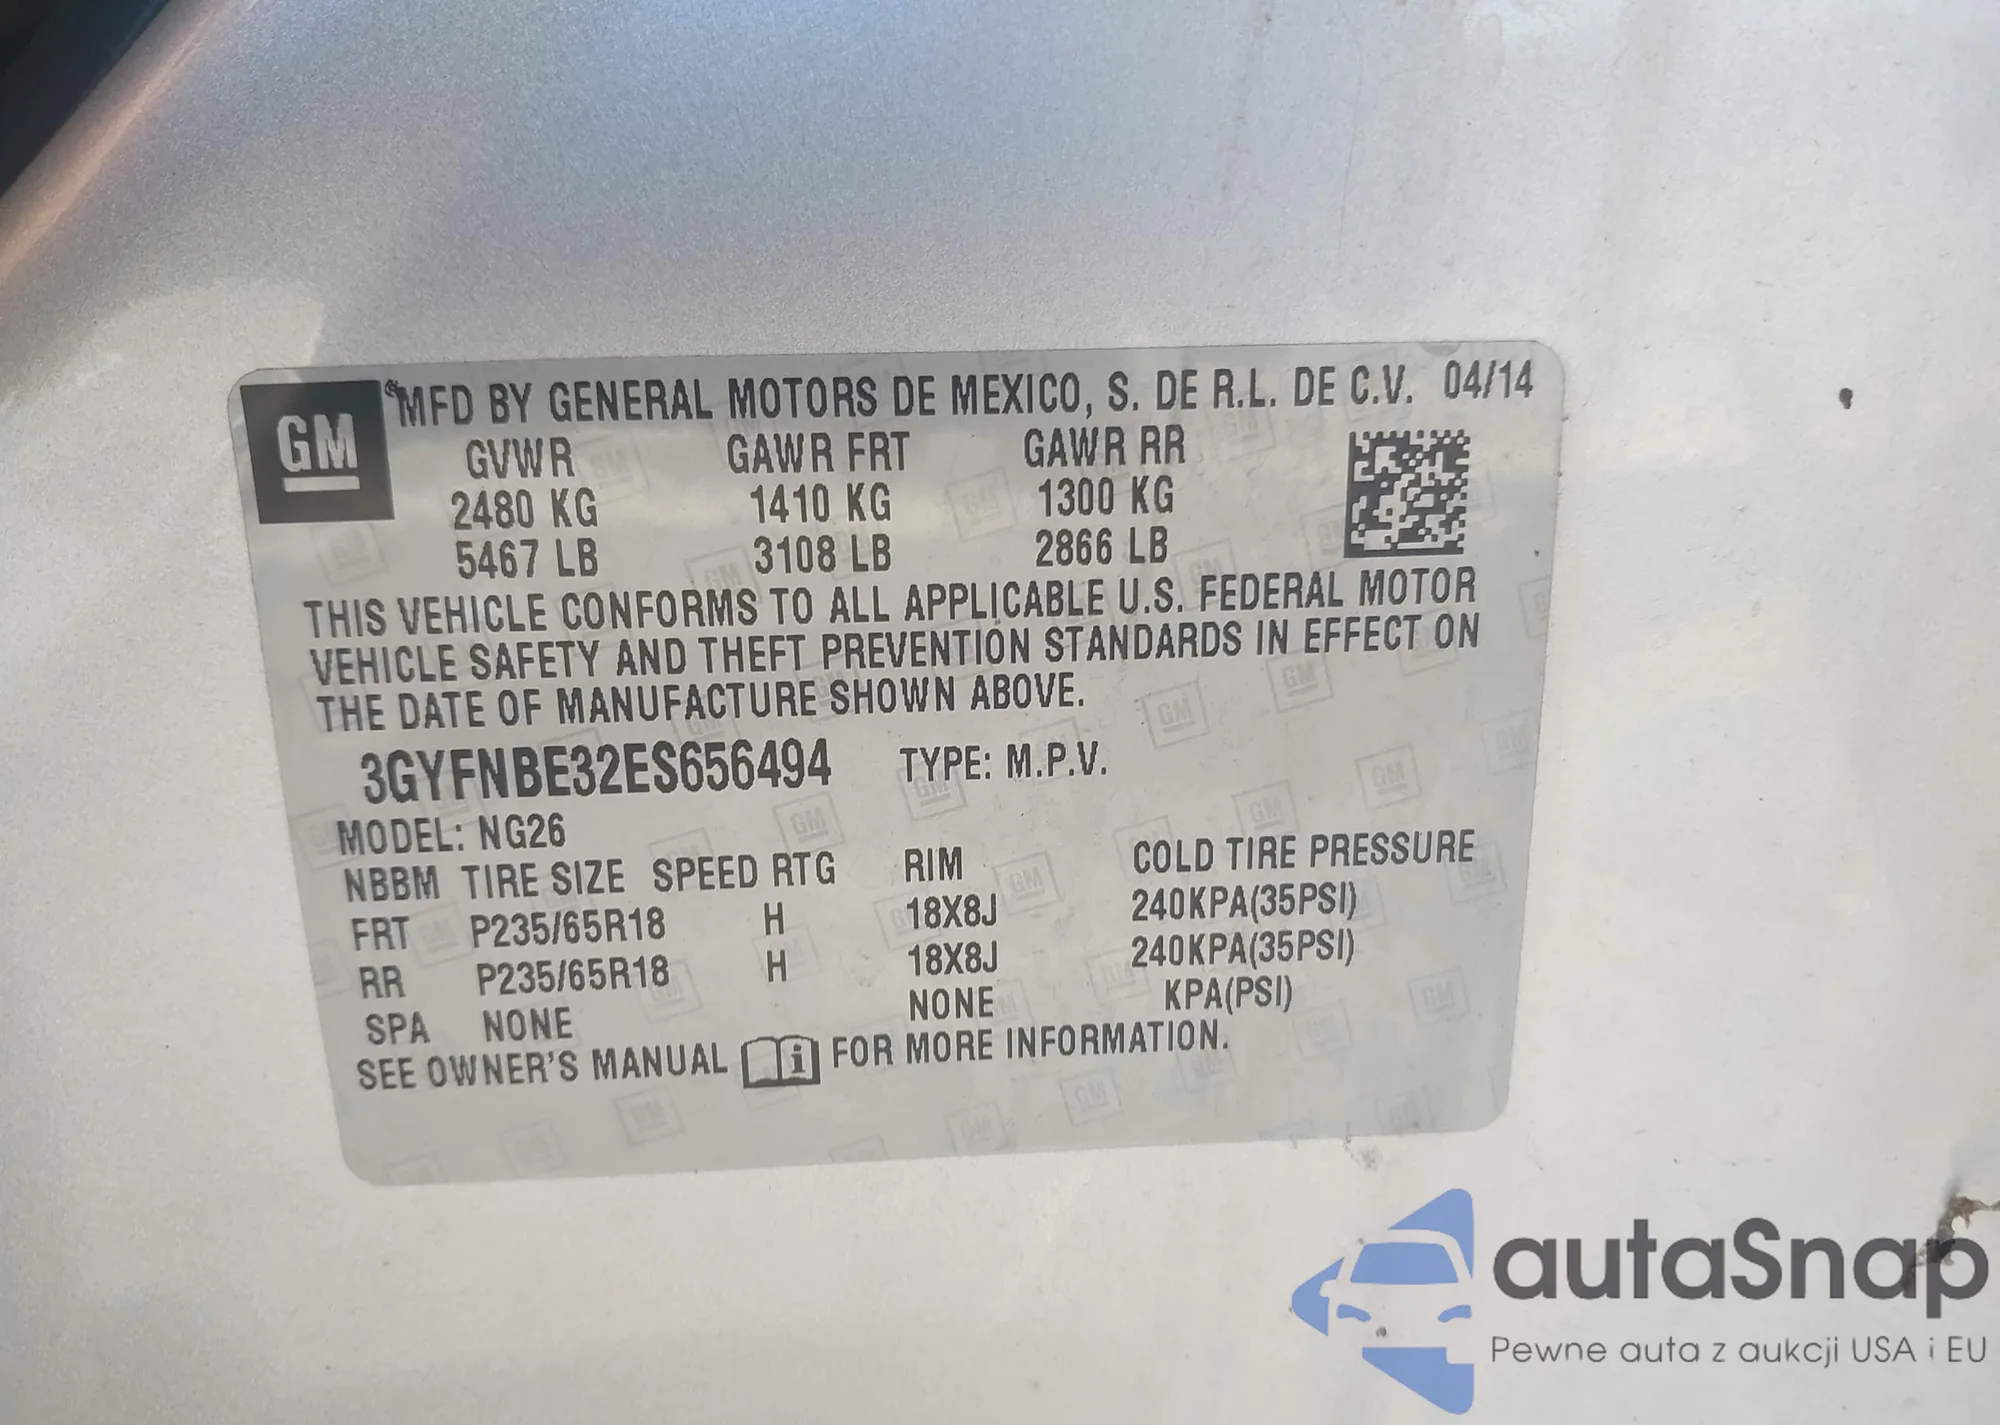 GM
MFD BY GENERAL MOTORS DE MEXICO, S. DE R.L. DE C.V. 04/14
GVWR GAWR FRT GAWR RR
2480 KG 1410 KG 1300 KG
5467 LB 3108 LB 2866 LB
THIS VEHICLE CONFORMS TO ALL APPLICABLE U.S. FEDERAL MOTOR
VEHICLE SAFETY AND THEFT PREVENTION STANDARDS IN EFFECT ON
THE DATE OF MANUFACTURE SHOWN ABOVE.
3GYFNBE32ES656494 TYPE: M.P.V.
MODEL: NG26
NBBM TIRE SIZE SPEED RTG RIM COLD TIRE PRESSURE
FRT P235/65R18 H 18X8J 240KPA(35PSI)
RR P235/65R18 H 18X8J 240KPA(35PSI)
SPA NONE NONE KPA(PSI)
SEE OWNER'S MANUAL i FOR MORE INFORMATION.
autaSnap
Pewne auta z aukcji USA i EU